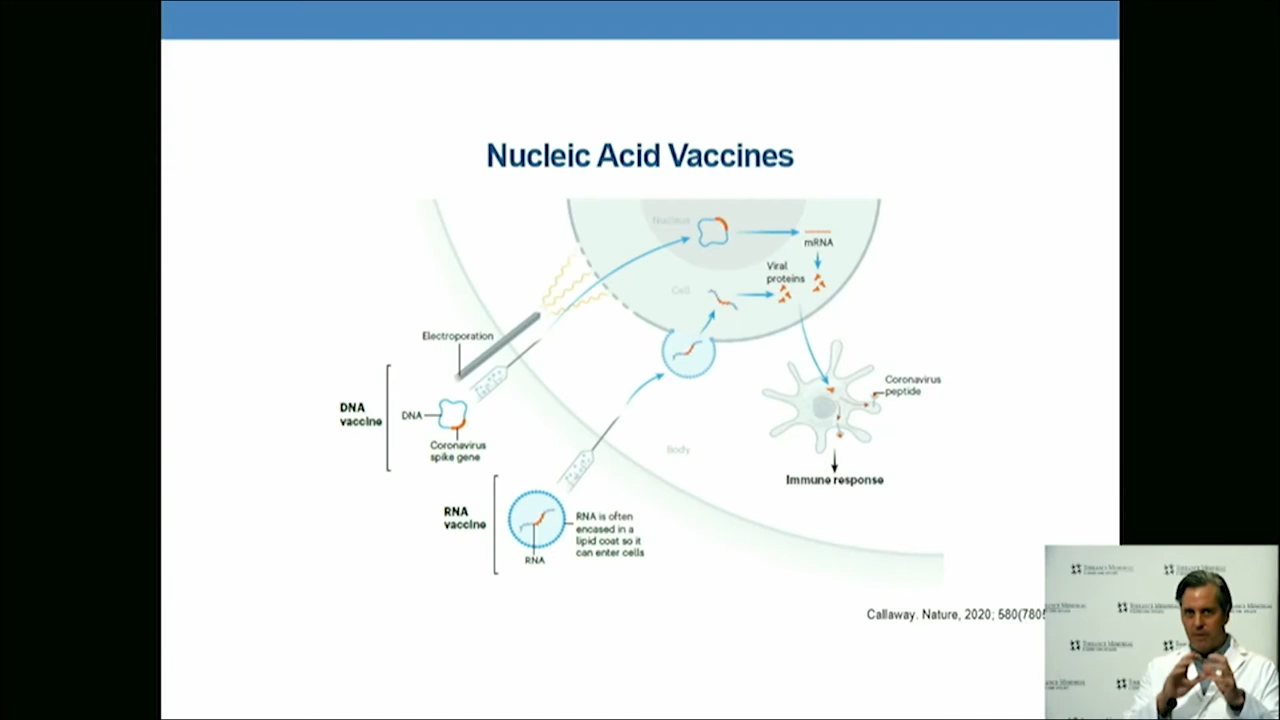 Nucleic Acid Vaccines
Nucleus
mRNA
Viral
proteins
Cell
Electroporation
DNA
vaccine
DNA
Coronavirus
spike gene
Coronavirus
peptide
Body
Immune response
RNA
vaccine
RNA is often
encased in a
lipid coat so it
can enter cells
RNA
Callaway. Nature, 2020; 580(780
TORRANCE MEMORIAL